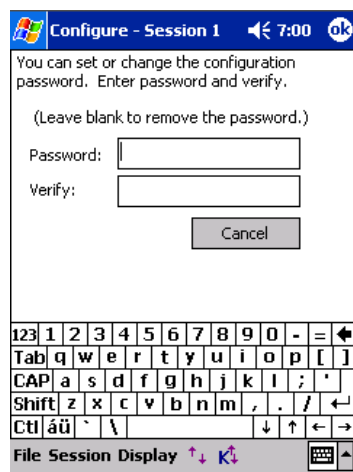 Configure - Session 1 7:00 ok
You can set or change the configuration
password. Enter password and verify.
(Leave blank to remove the password.)
Password:
Verify:
Cancel
123 1 2 3 4 5 6 7 8 9 0 - =
Tab q w e r t y u i o p [ ]
CAP a s d f g h j k l ; '
Shift z x c v b n m , . /
Ctl áü ` \
File Session Display K